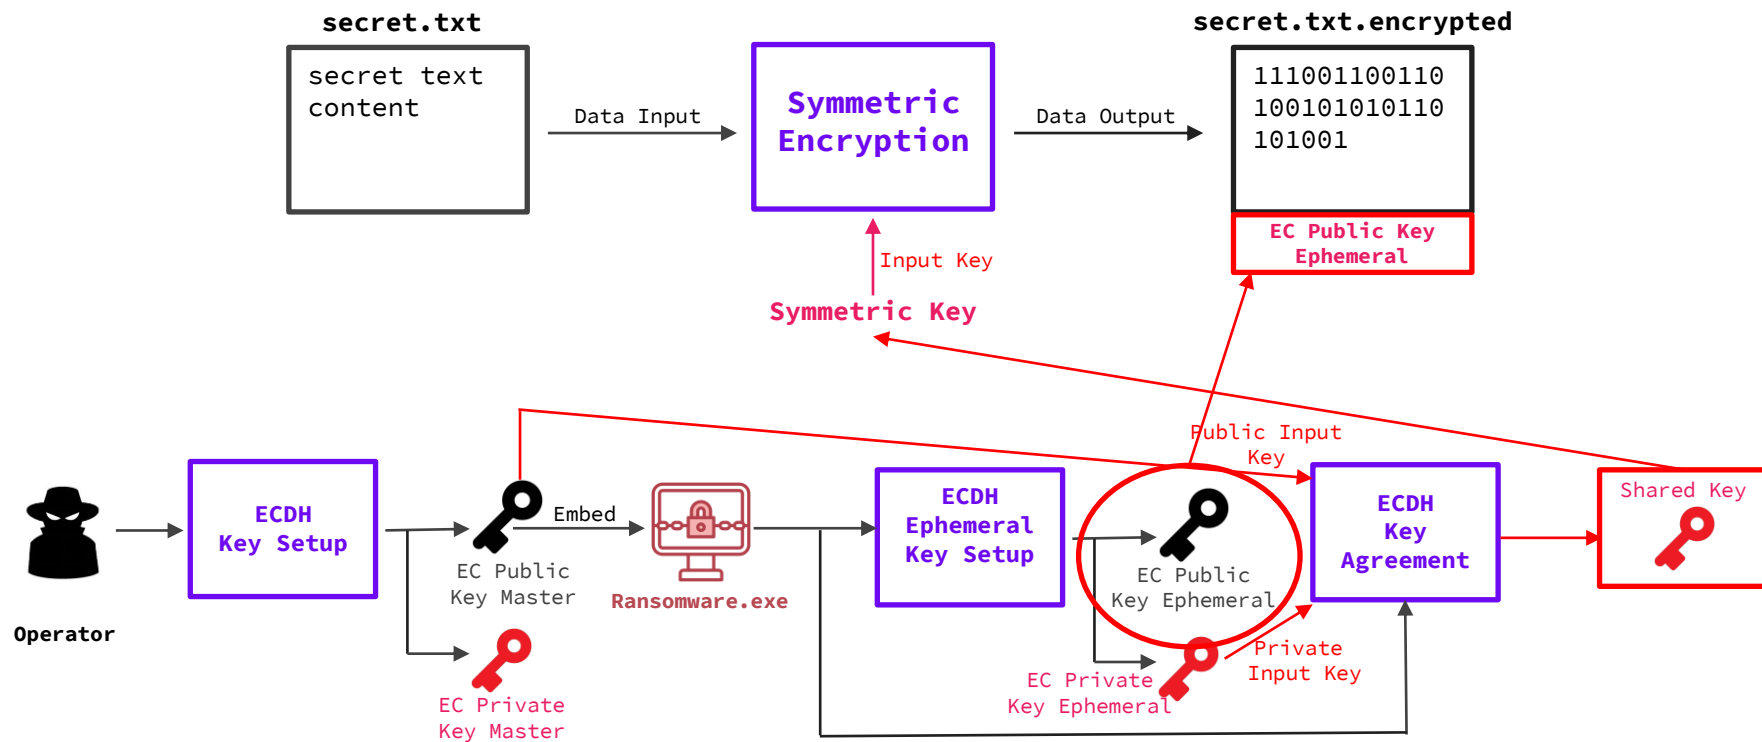 secret.txt
secret.txt.encrypted
secret text
content
Data Input
Symmetric
Encryption
Data Output
111001100110
100101010110
101001
EC Public Key
Ephemeral
Input Key
Symmetric Key
Public Input
Key
ECDH
Key Setup
Embed
ECDH
Ephemeral
Key Setup
ECDH
Key
Agreement
Shared Key
EC Public
Key Master
Ransomware.exe
EC Public
Key Ephemeral
Operator
Private
Input Key
EC Private
Key Master
EC Private
Key Ephemeral